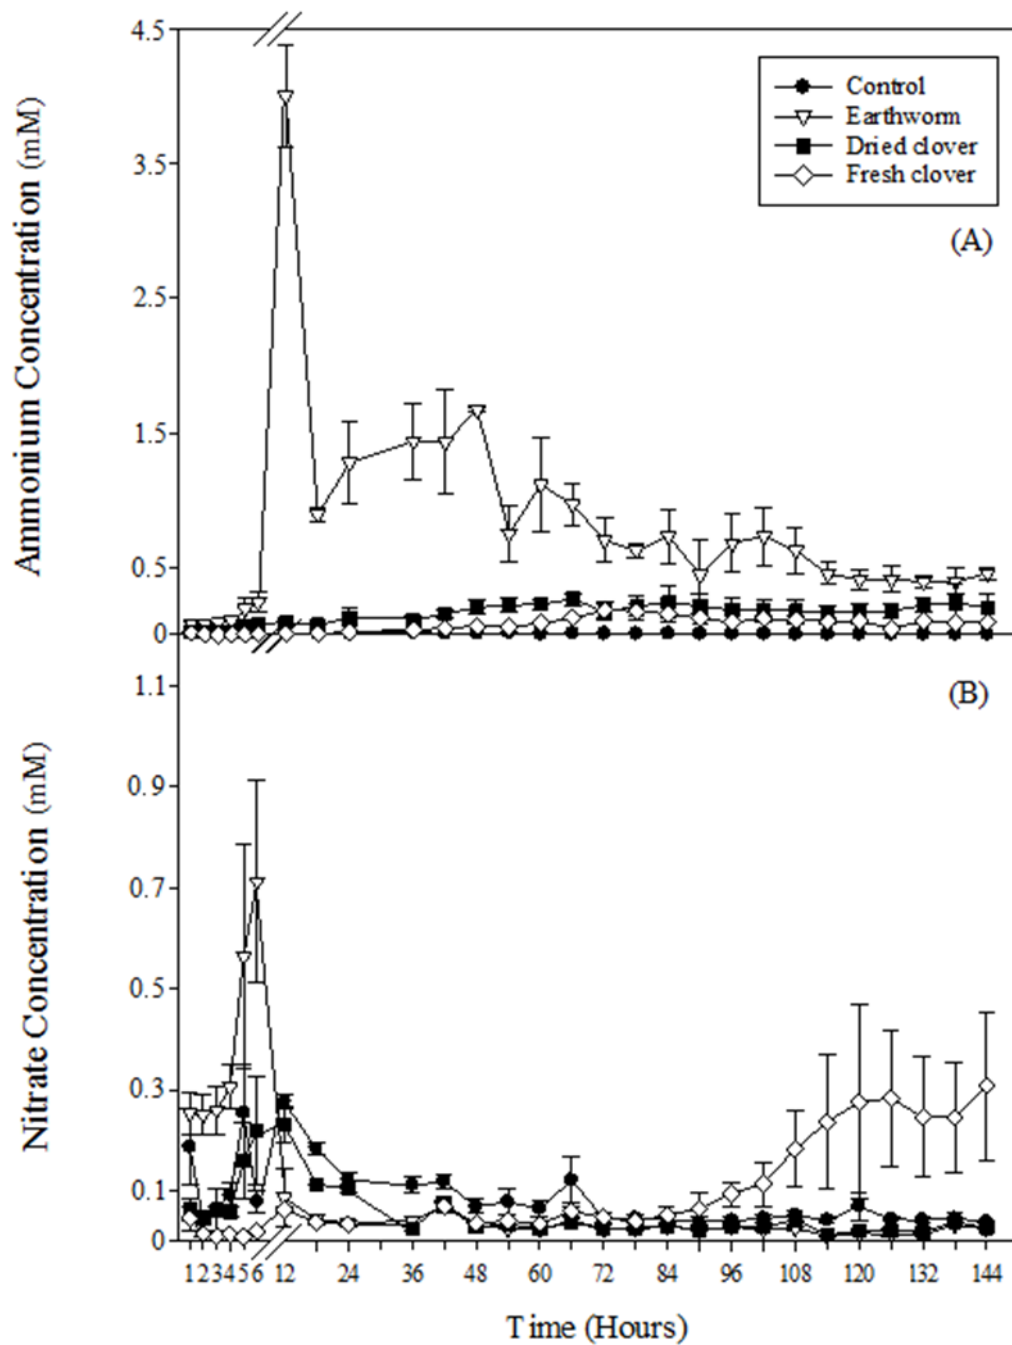 4.5
3.5
2.5
1.5
0.5
0
Ammonium Concentration (mM)
Control
Earthworm
Dried clover
Fresh clover
(A)
1.1
0.9
0.7
0.5
0.3
0.1
0
Nitrate Concentration (mM)
(B)
1 2 3 4 5 6 12 24 36 48 60 72 84 96 108 120 132 144
Time (Hours)